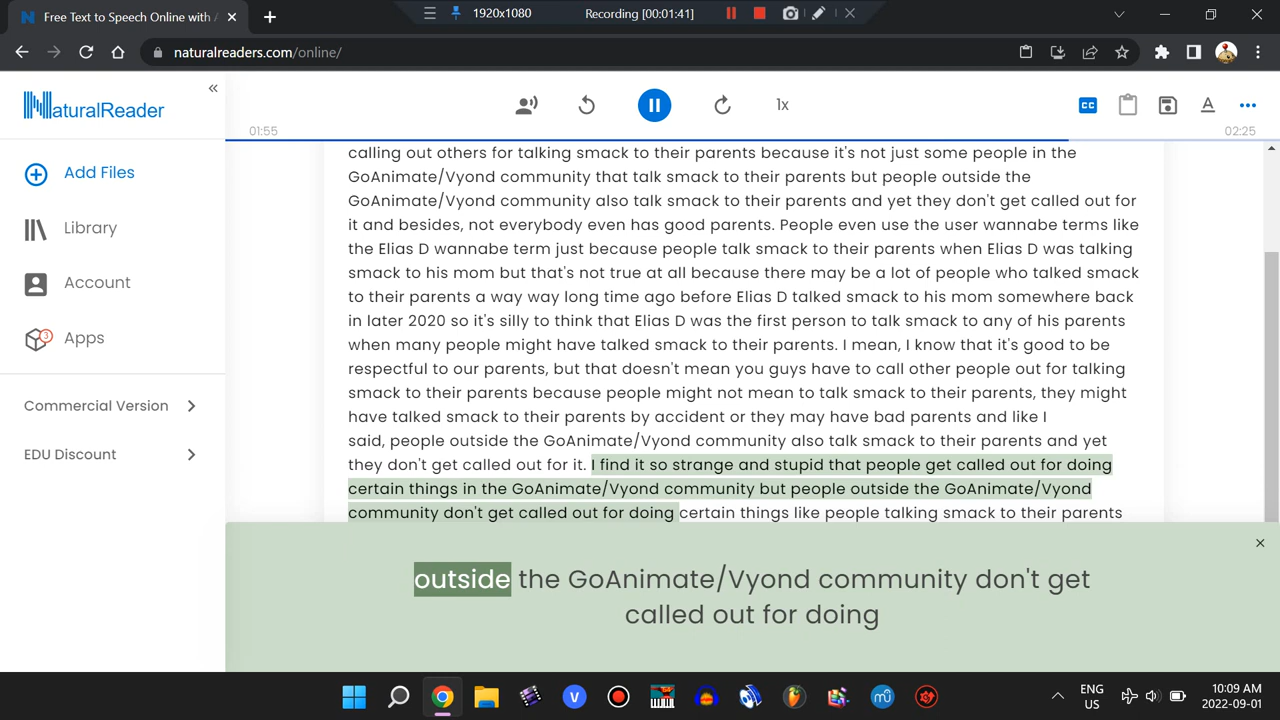 Free Text to Speech Online with A
1920x1080
Recording [00:01:41]
naturalreaders.com/online/
NaturalReader
1x
CC
01:55
02:25
Add Files
Library
Account
3
Apps
Commercial Version
EDU Discount
calling out others for talking smack to their parents because it's not just some people in the
GoAnimate/Vyond community that talk smack to their parents but people outside the
GoAnimate/Vyond community also talk smack to their parents and yet they don't get called out for
it and besides, not everybody even has good parents. People even use the user wannabe terms like
the Elias D wannabe term just because people talk smack to their parents when Elias D was talking
smack to his mom but that's not true at all because there may be a lot of people who talked smack
to their parents a way way long time ago before Elias D talked smack to his mom somewhere back
in later 2020 so it's silly to think that Elias D was the first person to talk smack to any of his parents
when many people might have talked smack to their parents. I mean, I know that it's good to be
respectful to our parents, but that doesn't mean you guys have to call other people out for talking
smack to their parents because people might not mean to talk smack to their parents, they might
have talked smack to their parents by accident or they may have bad parents and like I
said, people outside the GoAnimate/Vyond community also talk smack to their parents and yet
they don't get called out for it. I find it so strange and stupid that people get called out for doing
certain things in the GoAnimate/Vyond community but people outside the GoAnimate/Vyond
community don't get called out for doing certain things like people talking smack to their parents
outside the GoAnimate/Vyond community don't get
called out for doing
ENG
US
10:09 AM
2022-09-01